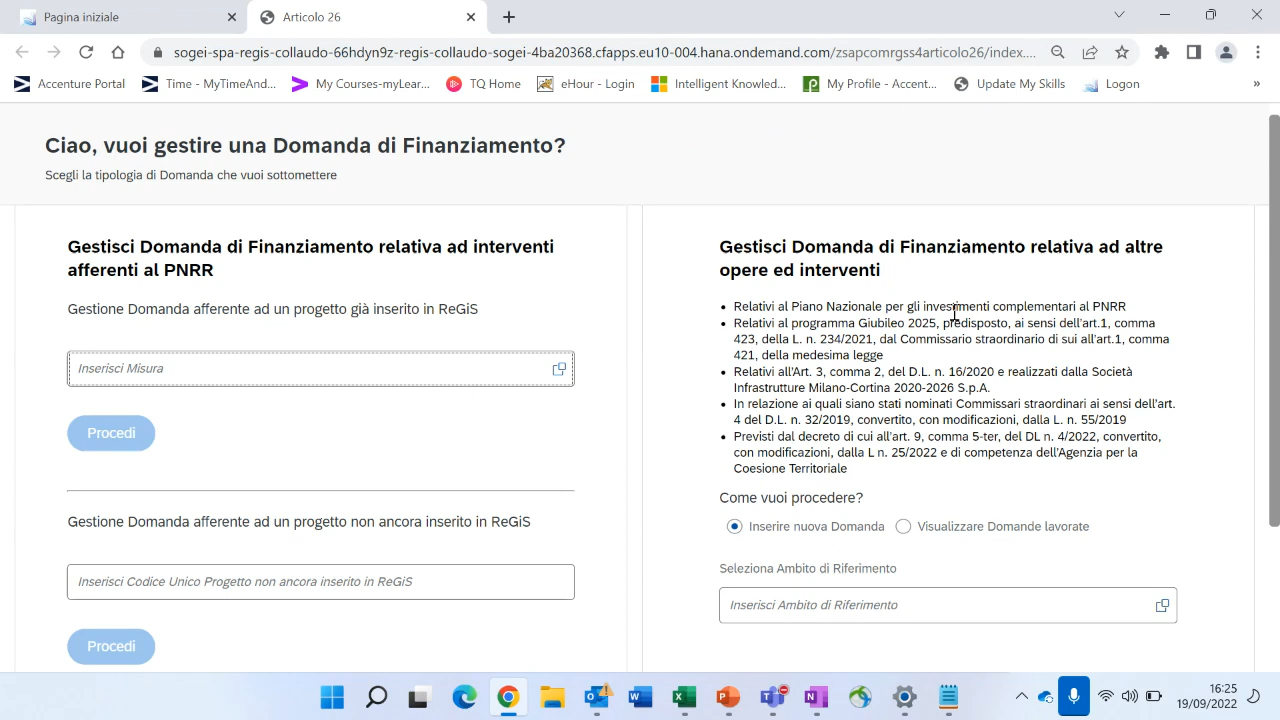 Pagina iniziale
Articolo 26
sogei-spa-regis-collaudo-66hdyn9z-regis-collaudo-sogei-4ba20368.cfapps.eu10-004.hana.ondemand.com/zsapcomrgss4articolo26/index....
Accenture Portal
Time - MyTimeAnd...
My Courses-myLear...
TQ Home
eHour - Login
Intelligent Knowled...
My Profile - Accent...
Update My Skills
Logon
»
Ciao, vuoi gestire una Domanda di Finanziamento?
Scegli la tipologia di Domanda che vuoi sottomettere
Gestisci Domanda di Finanziamento relativa ad interventi
afferenti al PNRR
Gestione Domanda afferente ad un progetto già inserito in ReGiS
Inserisci Misura
Procedi
Gestione Domanda afferente ad un progetto non ancora inserito in ReGiS
Inserisci Codice Unico Progetto non ancora inserito in ReGiS
Procedi
Gestisci Domanda di Finanziamento relativa ad altre
opere ed interventi
• Relativi al Piano Nazionale per gli investimenti complementari al PNRR
• Relativi al programma Giubileo 2025, predisposto, ai sensi dell'art.1, comma
423, della L. n. 234/2021, dal Commissario straordinario di sui all'art.1, comma
421, della medesima legge
• Relativi all'Art. 3, comma 2, del D.L. n. 16/2020 e realizzati dalla Società
Infrastrutture Milano-Cortina 2020-2026 S.p.A.
• In relazione ai quali siano stati nominati Commissari straordinari ai sensi dell'art.
4 del D.L. n. 32/2019, convertito, con modificazioni, dalla L. n. 55/2019
• Previsti dal decreto di cui all'art. 9, comma 5-ter, del DL n. 4/2022, convertito,
con modificazioni, dalla L n. 25/2022 e di competenza dell'Agenzia per la
Coesione Territoriale
Come vuoi procedere?
Inserire nuova Domanda
Visualizzare Domande lavorate
Seleziona Ambito di Riferimento
Inserisci Ambito di Riferimento
16:25
19/09/2022